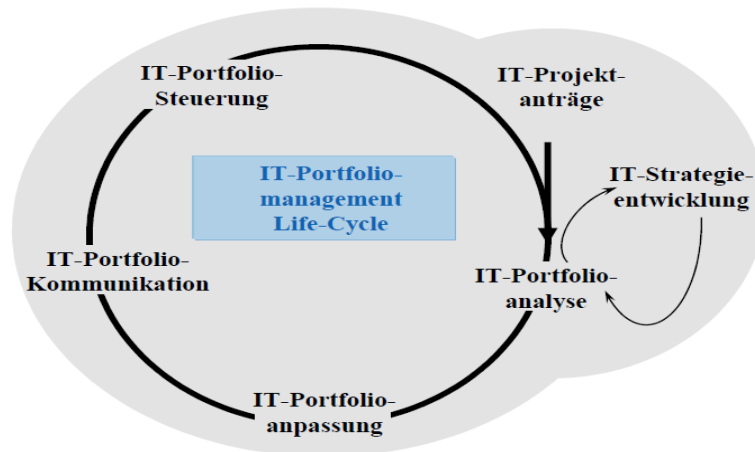 IT-Portfolio-
Steuerung
IT-Projekt-
anträge
IT-Portfolio-
management
Life-Cycle
IT-Strategie-
entwicklung
IT-Portfolio-
Kommunikation
IT-Portfolio-
analyse
IT-Portfolio-
anpassung